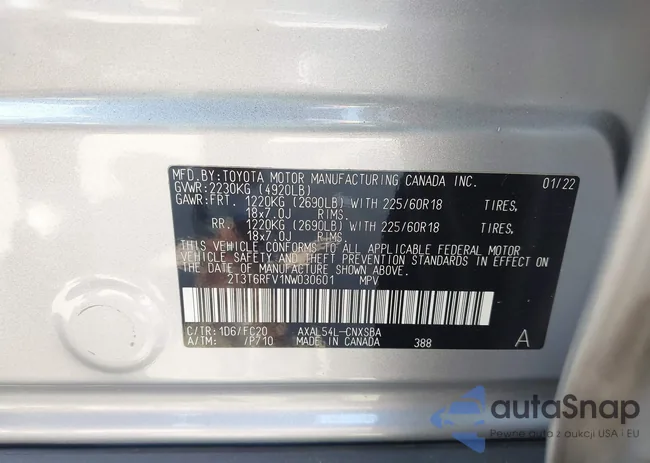 MFD.BY:TOYOTA MOTOR MANUFACTURING CANADA INC. 01/22
GVWR:2230KG (4920LB)
GAWR:FRT. 1220KG (2690LB) WITH 225/60R18 TIRES,
18x7.0J RIMS.
RR. 1220KG (2690LB) WITH 225/60R18 TIRES,
18x7.0J RIMS.
THIS VEHICLE CONFORMS TO ALL APPLICABLE FEDERAL MOTOR
VEHICLE SAFETY AND THEFT PREVENTION STANDARDS IN EFFECT
ON THE DATE OF MANUFACTURE SHOWN ABOVE.
2T3T6RFV1NW030601 MPV
C/TR:1D6/FC20 AXAL54L-CNXSBA
A/TM: /P710 MADE IN CANADA 388 A
autoSnap
Pewne auto z aukcji USA i EU